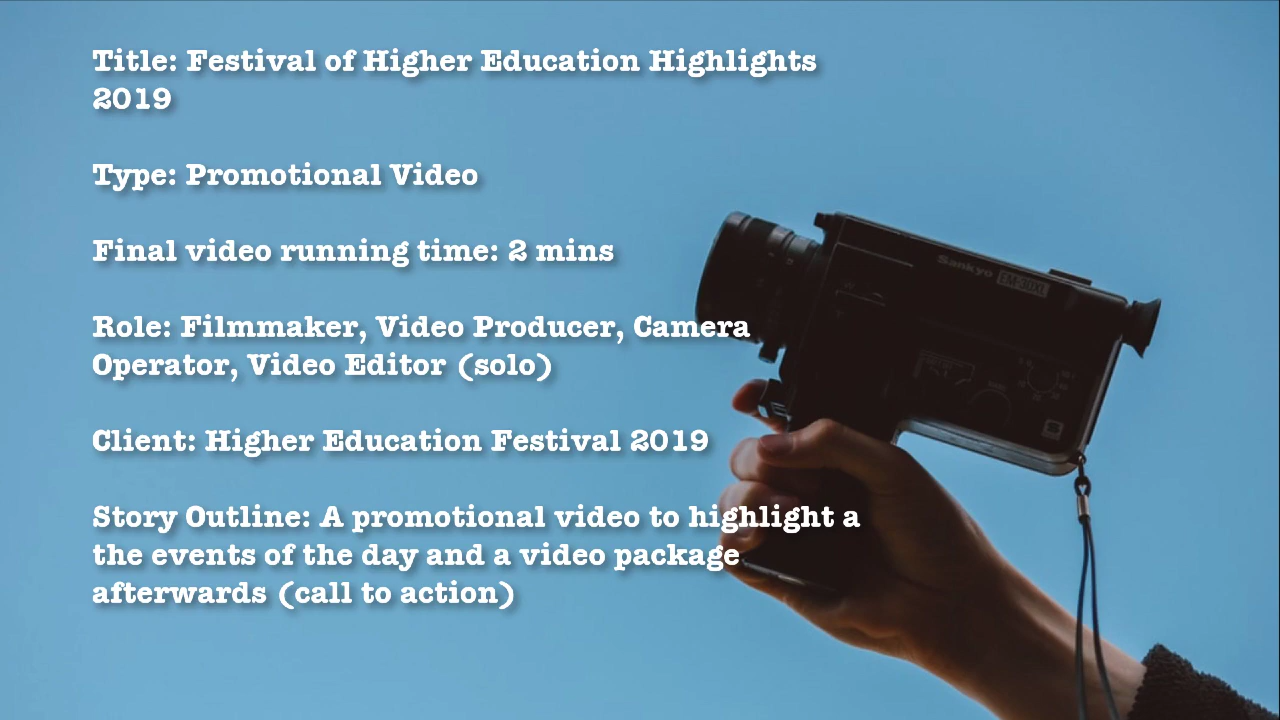 Title: Festival of Higher Education Highlights
2019
Type: Promotional Video
Final video running time: 2 mins
Role: Filmmaker, Video Producer, Camera
Operator, Video Editor (solo)
Client: Higher Education Festival 2019
Story Outline: A promotional video to highlight a
the events of the day and a video package
afterwards (call to action)
Sankyo EM-30XL